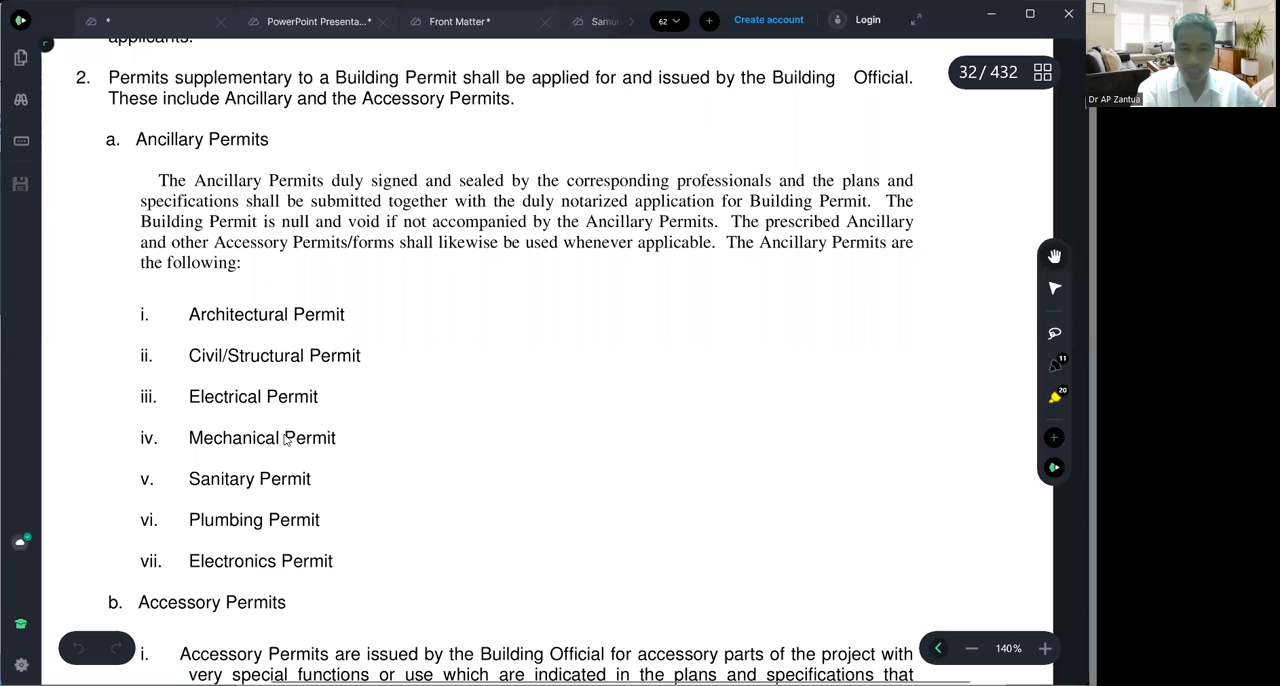 *
PowerPoint Presenta...*
Front Matter*
Samu
62
Create account
Login
applicants.
2. Permits supplementary to a Building Permit shall be applied for and issued by the Building Official.
These include Ancillary and the Accessory Permits.
32 / 432
Dr AP Zantua
a. Ancillary Permits
The Ancillary Permits duly signed and sealed by the corresponding professionals and the plans and
specifications shall be submitted together with the duly notarized application for Building Permit. The
Building Permit is null and void if not accompanied by the Ancillary Permits. The prescribed Ancillary
and other Accessory Permits/forms shall likewise be used whenever applicable. The Ancillary Permits are
the following:
i. Architectural Permit
ii. Civil/Structural Permit
11
iii. Electrical Permit
20
iv. Mechanical Permit
v. Sanitary Permit
vi. Plumbing Permit
vii. Electronics Permit
b. Accessory Permits
i. Accessory Permits are issued by the Building Official for accessory parts of the project with
very special functions or use which are indicated in the plans and specifications that
140%